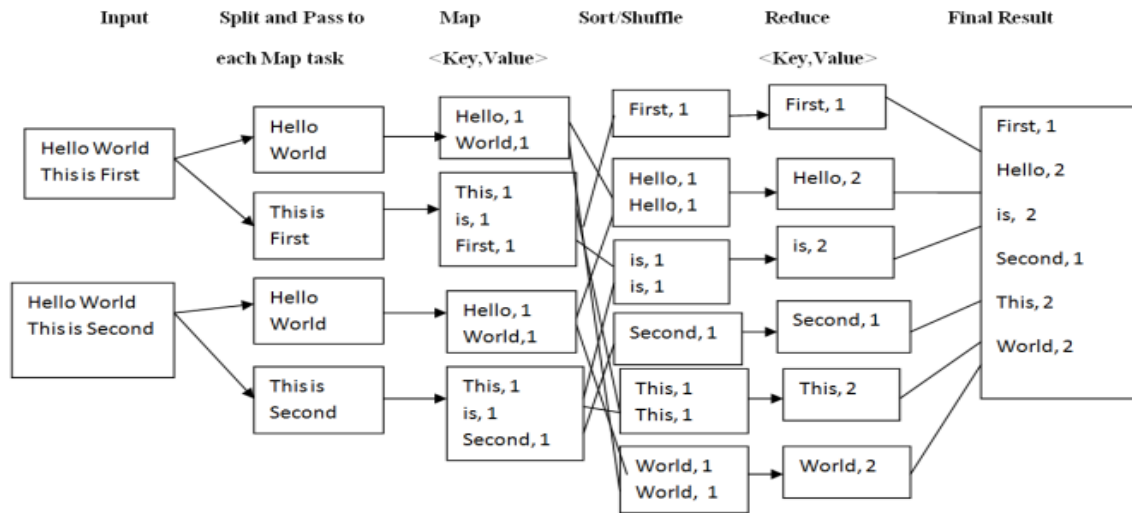 Input
Split and Pass to
each Map task
Map
<Key,Value>
Sort/Shuffle
Reduce
<Key,Value>
Final Result
Hello World
This is First
Hello World
This is Second
Hello
World
This is
First
Hello
World
This is
Second
Hello, 1
World,1
This, 1
is, 1
First, 1
Hello, 1
World,1
This, 1
is, 1
Second, 1
First, 1
Hello, 1
Hello, 1
is, 1
is, 1
Second, 1
This, 1
This, 1
World, 1
World, 1
First, 1
Hello, 2
is, 2
Second, 1
This, 2
World, 2
First, 1
Hello, 2
is, 2
Second, 1
This, 2
World, 2